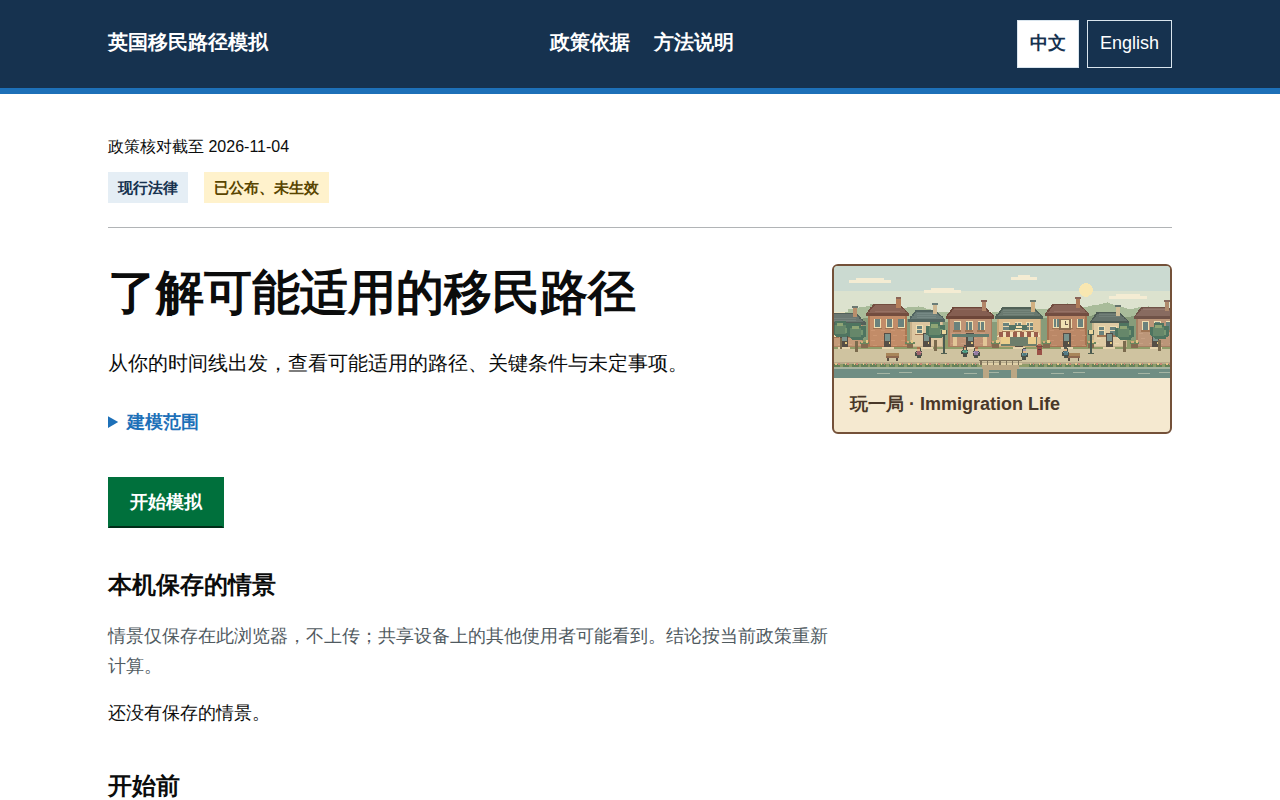 英国移民路径模拟
政策依据
方法说明
中文
English
政策核对截至 2026-11-04
现行法律
已公布、未生效
了解可能适用的移民路径
从你的时间线出发，查看可能适用的路径、关键条件与未定事项。
建模范围
玩一局 · Immigration Life
开始模拟
本机保存的情景
情景仅保存在此浏览器，不上传；共享设备上的其他使用者可能看到。结论按当前政策重新
计算。
还没有保存的情景。
开始前